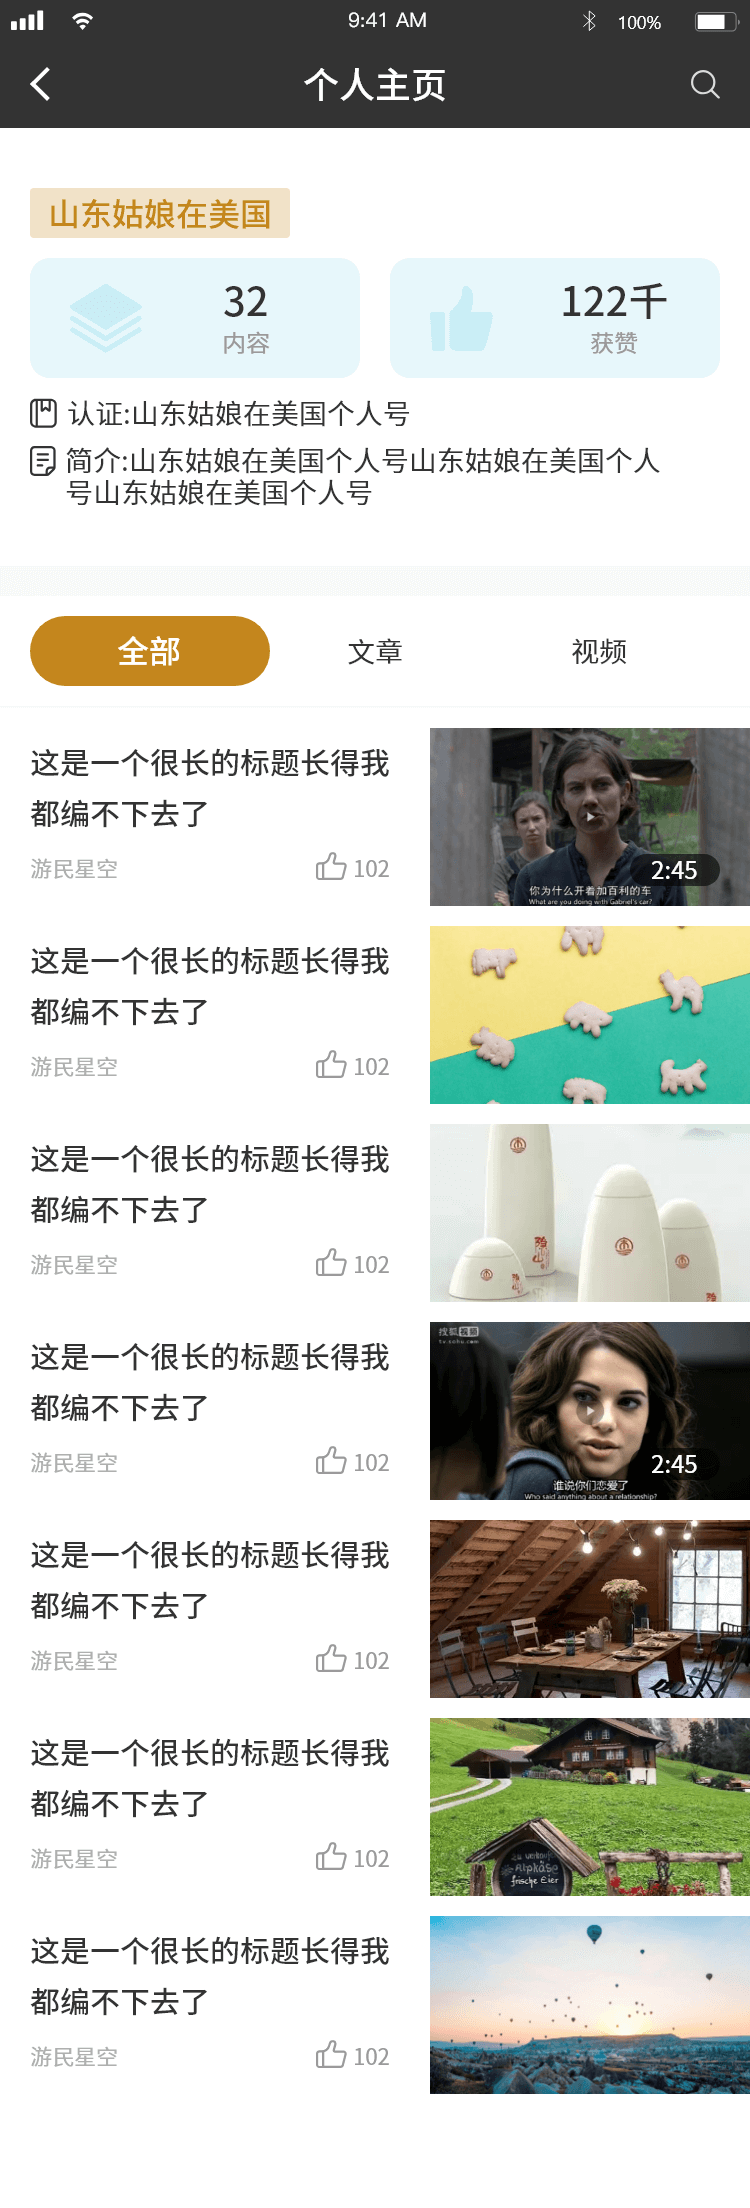 9:41 AM
100%
个人主页
山东姑娘在美国
32
内容
122千
获赞
认证:山东姑娘在美国个人号
简介:山东姑娘在美国个人号山东姑娘在美国个人
号山东姑娘在美国个人号
全部
文章
视频
这是一个很长的标题长得我
都编不下去了
游民星空
102
你为什么开着加百利的车
What are you doing with Gabriel's car?
2:45
这是一个很长的标题长得我
都编不下去了
游民星空
102
这是一个很长的标题长得我
都编不下去了
游民星空
102
这是一个很长的标题长得我
都编不下去了
游民星空
102
搜狐视频
tv.sohu.com
2:45
谁说你们恋爱了
Who said anything about a relationship?
这是一个很长的标题长得我
都编不下去了
游民星空
102
这是一个很长的标题长得我
都编不下去了
游民星空
102
zu verkaufen
Alpkäse
frische Eier
这是一个很长的标题长得我
都编不下去了
游民星空
102